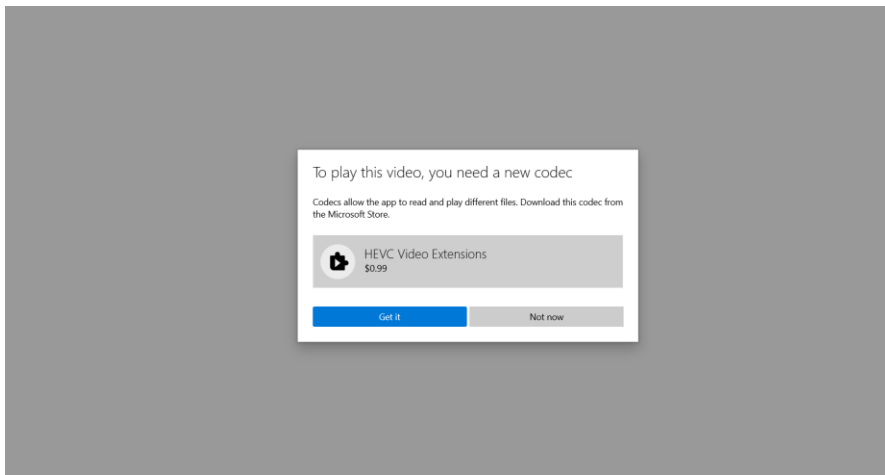 To play this video, you need a new codec
Codecs allow the app to read and play different files. Download this codec from
the Microsoft Store.
HEVC Video Extensions
$0.99
Get it
Not now